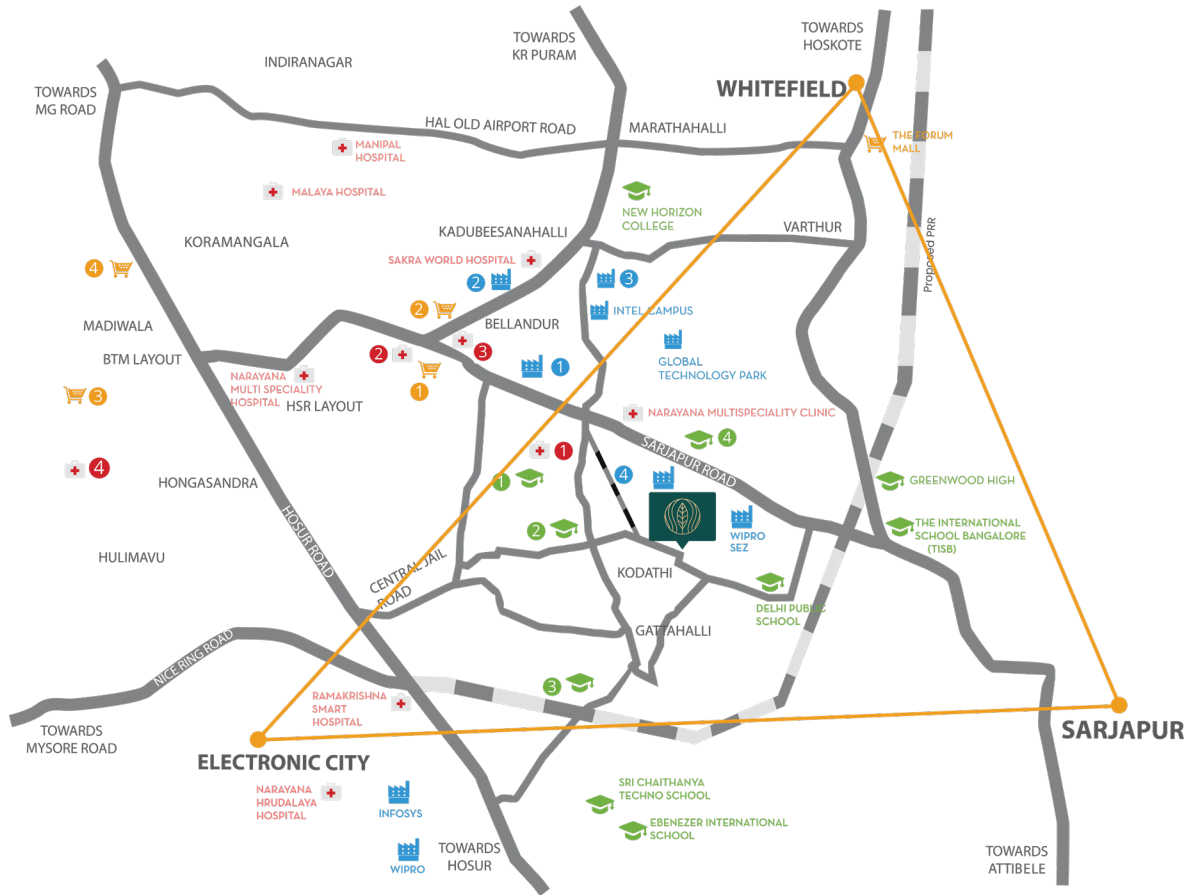 TOWARDS
KR PURAM
TOWARDS
HOSKOTE
INDIRANAGAR
TOWARDS
MG ROAD
WHITEFIELD
HAL OLD AIRPORT ROAD
MARATHAHALLI
THE FORUM
MALL
MANIPAL
HOSPITAL
MALAYA HOSPITAL
NEW HORIZON
COLLEGE
VARTHUR
KORAMANGALA
KADUBEESANAHALLI
SAKRA WORLD HOSPITAL
Proposed PRR
4
2
3
2
INTEL CAMPUS
MADIWALA
BELLANDUR
BTM LAYOUT
2
3
1
GLOBAL
TECHNOLOGY PARK
NARAYANA
MULTI SPECIALITY
HOSPITAL
1
3
HSR LAYOUT
NARAYANA MULTISPECIALITY CLINIC
4
SARJAPUR ROAD
1
4
HONGASANDRA
1
4
GREENWOOD HIGH
HOSUR ROAD
2
WIPRO
SEZ
THE INTERNATIONAL
SCHOOL BANGALORE
(TISB)
HULIMAVU
CENTRAL JAIL
ROAD
KODATHI
DELHI PUBLIC
SCHOOL
GATTAHALLI
NICE RING ROAD
3
RAMAKRISHNA
SMART
HOSPITAL
TOWARDS
MYSORE ROAD
SARJAPUR
ELECTRONIC CITY
NARAYANA
HRUDALAYA
HOSPITAL
INFOSYS
SRI CHAITHANYA
TECHNO SCHOOL
EBENEZER INTERNATIONAL
SCHOOL
WIPRO
TOWARDS
HOSUR
TOWARDS
ATTIBELE